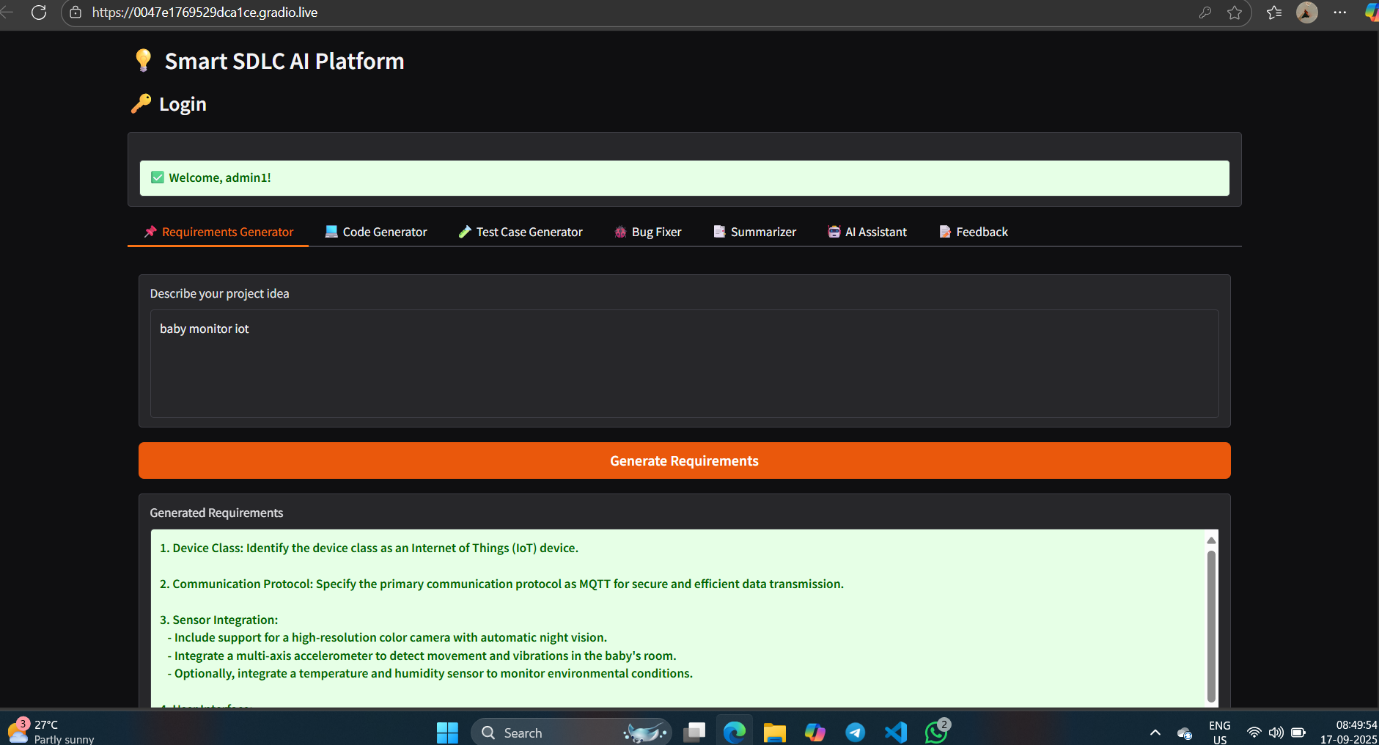 https://0047e1769529dca1ce.gradio.live
💡 Smart SDLC AI Platform
🔑 Login
✅ Welcome, admin1!
Requirements Generator Code Generator Test Case Generator Bug Fixer Summarizer AI Assistant Feedback
Describe your project idea
baby monitor iot
Generate Requirements
Generated Requirements
1. Device Class: Identify the device class as an Internet of Things (IoT) device.
2. Communication Protocol: Specify the primary communication protocol as MQTT for secure and efficient data transmission.
3. Sensor Integration:
- Include support for a high-resolution color camera with automatic night vision.
- Integrate a multi-axis accelerometer to detect movement and vibrations in the baby's room.
- Optionally, integrate a temperature and humidity sensor to monitor environmental conditions.
4. User Interface:
3 27°C
Partly sunny
Search
2
ENG
US
08:49:54
17-09-2025